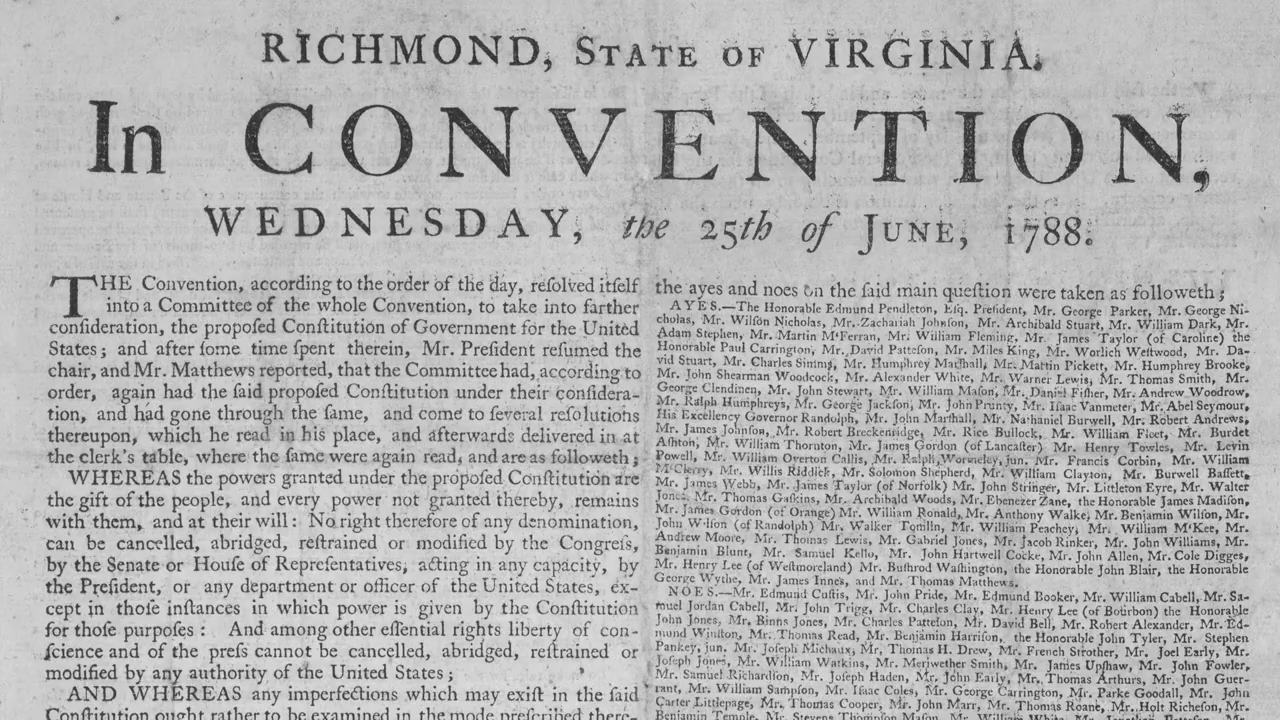 RICHMOND, STATE OF VIRGINIA.
In CONVENTION,
WEDNESDAY, the 25th of JUNE, 1788.
THE Convention, according to the order of the day, reſolved itſelf
into a Committee of the whole Convention, to take into farther
conſideration, the propoſed Conſtitution of Government for the United
States; and after ſome time ſpent therein, Mr. Preſident reſumed the
chair, and Mr. Matthews reported, that the Committee had, according to
order, again had the ſaid propoſed Conſtitution under their conſidera-
tion, and had gone through the ſame, and come to ſeveral reſolutions
thereupon, which he read in his place, and afterwards delivered in at
the clerk's table, where the ſame were again read, and are as followeth;
WHEREAS the powers granted under the propoſed Conſtitution are
the gift of the people, and every power not granted thereby, remains
with them, and at their will: No right therefore of any denomination,
can be cancelled, abridged, reſtrained or modified by the Congreſs,
by the Senate or Houſe of Repreſentatives, acting in any capacity, by
the Preſident, or any department or officer of the United States, ex-
cept in thoſe inſtances in which power is given by the Conſtitution
for thoſe purpoſes: And among other eſſential rights liberty of con-
ſcience and of the preſs cannot be cancelled, abridged, reſtrained or
modified by any authority of the United States;
AND WHEREAS any imperfections which may exiſt in the ſaid
Conſtitution ought rather to be examined in the mode preſcribed there-
the ayes and noes on the ſaid main queſtion were taken as followeth;
AYES.—The Honorable Edmund Pendleton, Eſq. Preſident, Mr. George Parker, Mr. George Ni-
cholas, Mr. Wilſon Nicholas, Mr. Zachariah Johnſon, Mr. Archibald Stuart, Mr. William Dark, Mr.
Adam Stephen, Mr. Martin M'Ferran, Mr. William Fleming, Mr. James Taylor (of Caroline) the
Honorable Paul Carrington, Mr. David Patteſon, Mr. Miles King, Mr. Worlich Weſtwood, Mr. Da-
vid Stuart, Mr. Charles Simms, Mr. Humphrey Marſhall, Mr. Martin Pickett, Mr. Humphrey Brooke,
Mr. John Shearman Woodcock, Mr. Alexander White, Mr. Warner Lewis, Mr. Thomas Smith, Mr.
George Clendinen, Mr. John Stewart, Mr. William Maſon, Mr. Daniel Fiſher, Mr. Andrew Woodrow,
Mr. Ralph Humphreys, Mr. George Jackſon, Mr. John Prunty, Mr. Iſaac Vanmeter, Mr. Abel Seymour,
His Excellency Governor Randolph, Mr. John Marſhall, Mr. Nathaniel Burwell, Mr. Robert Andrews,
Mr. James Johnſon, Mr. Robert Breckenridge, Mr. Rice Bullock, Mr. William Fleet, Mr. Burdet
Aſhton, Mr. William Thornton, Mr. James Gordon (of Lancaſter) Mr. Henry Towles, Mr. Levin
Powell, Mr. William Overton Callis, Mr. Ralph Wormeley, jun. Mr. Francis Corbin, Mr. William
M'Clerry, Mr. Willis Riddick, Mr. Solomon Shepherd, Mr. William Clayton, Mr. Burwell Baſſett,
Mr. James Webb, Mr. James Taylor (of Norfolk) Mr. John Stringer, Mr. Littleton Eyre, Mr. Walter
Jones, Mr. Thomas Gaſkins, Mr. Archibald Woods, Mr. Ebenezer Zane, the Honorable James Madiſon,
Mr. James Gordon (of Orange) Mr. William Ronald, Mr. Anthony Walke, Mr. Benjamin Wilſon, Mr.
John Wilſon (of Randolph) Mr. Walker Tomlin, Mr. William Peachey, Mr. William M'Kee, Mr.
Andrew Moore, Mr. Thomas Lewis, Mr. Gabriel Jones, Mr. Jacob Rinker, Mr. John Williams, Mr.
Benjamin Blunt, Mr. Samuel Kello, Mr. John Hartwell Cocke, Mr. John Allen, Mr. Cole Digges,
Mr. Henry Lee (of Weſtmoreland) Mr. Buſhrod Waſhington, the Honorable John Blair, the Honorable
George Wythe, Mr. James Innes, and Mr. Thomas Matthews.
NOES.—Mr. Edmund Cuſtis, Mr. John Pride, Mr. Edmund Booker, Mr. William Cabell, Mr. Sa-
muel Jordan Cabell, Mr. John Trigg, Mr. Charles Clay, Mr. Henry Lee (of Bourbon) the Honorable
John Jones, Mr. Binns Jones, Mr. Charles Patteſon, Mr. David Bell, Mr. Robert Alexander, Mr. Ed-
mund Winſton, Mr. Thomas Read, Mr. Benjamin Harriſon, the Honorable John Tyler, Mr. Stephen
Pankey, jun. Mr. Joſeph Michaux, Mr. Thomas H. Drew, Mr. French Strother, Mr. Joel Early, Mr.
Joſeph Jones, Mr. William Watkins, Mr. Meriwether Smith, Mr. James Upſhaw, Mr. John Fowler,
Mr. Samuel Richardſon, Mr. Joſeph Haden, Mr. John Early, Mr. Thomas Arthurs, Mr. John Guer-
rant, Mr. William Sampſon, Mr. Iſaac Coles, Mr. George Carrington, Mr. Parke Goodall, Mr. John
Carter Littlepage, Mr. Thomas Cooper, Mr. John Marr, Mr. Thomas Roane, Mr. Holt Richeſon, Mr.
Benjamin Temple, Mr. Stevens Thompſon Maſon, Mr. William White, Mr. Jonathan